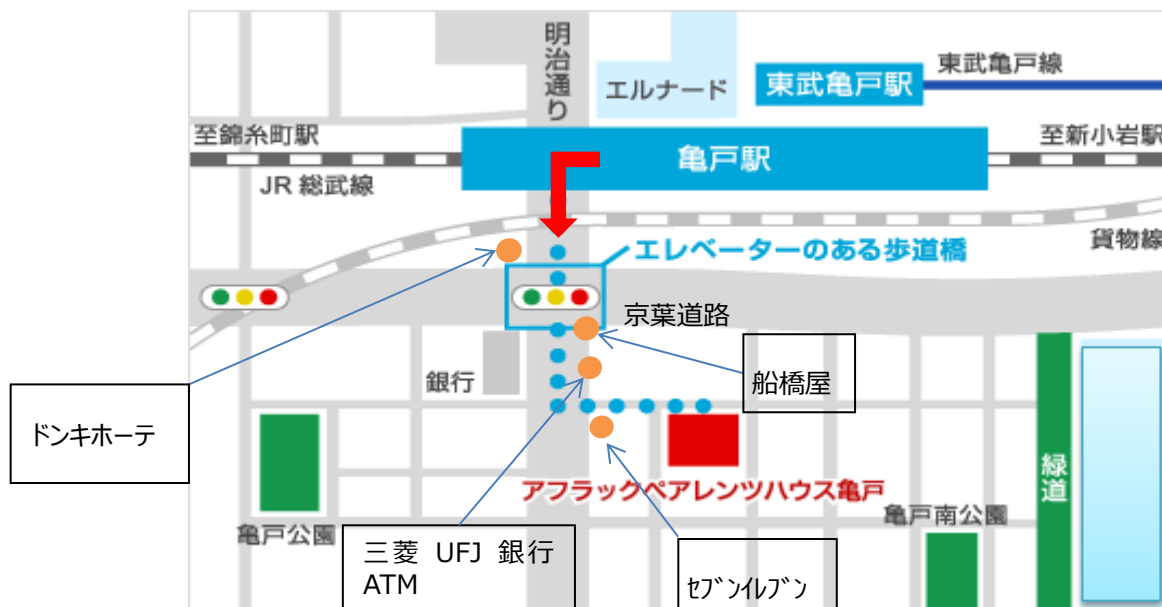 明治通り
エルナード
東武亀戸駅
東武亀戸線
至錦糸町駅
亀戸駅
至新小岩駅
JR 総武線
貨物線
エレベーターのある歩道橋
京葉道路
船橋屋
銀行
ドンキホーテ
緑道
アフラックペアレンツハウス亀戸
亀戸公園
亀戸南公園
三菱 UFJ 銀行
ATM
ｾﾌﾞﾝｲﾚﾌﾞﾝ